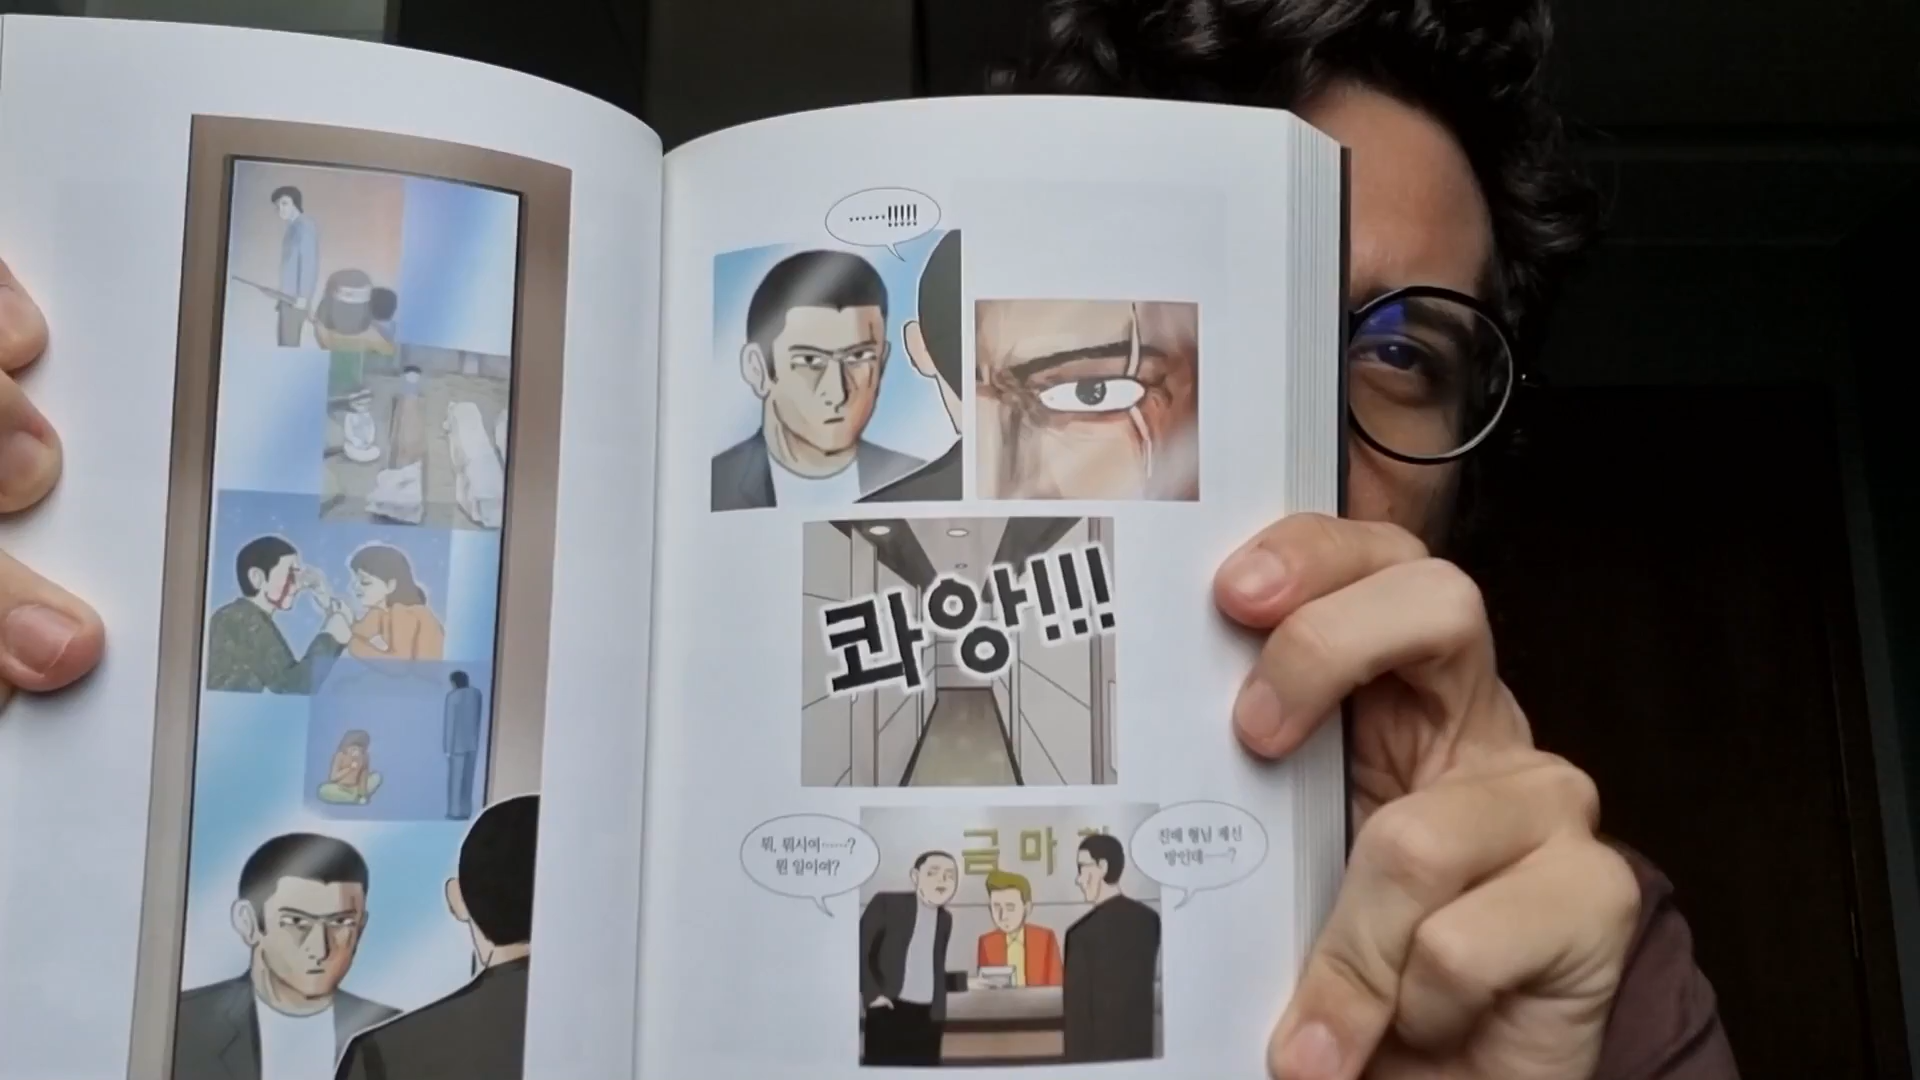 ……!!!!!
콰앙!!!
뭐, 뭐시여……?
뭔 일이여?
진배 형님 계신
방인데……?
금마